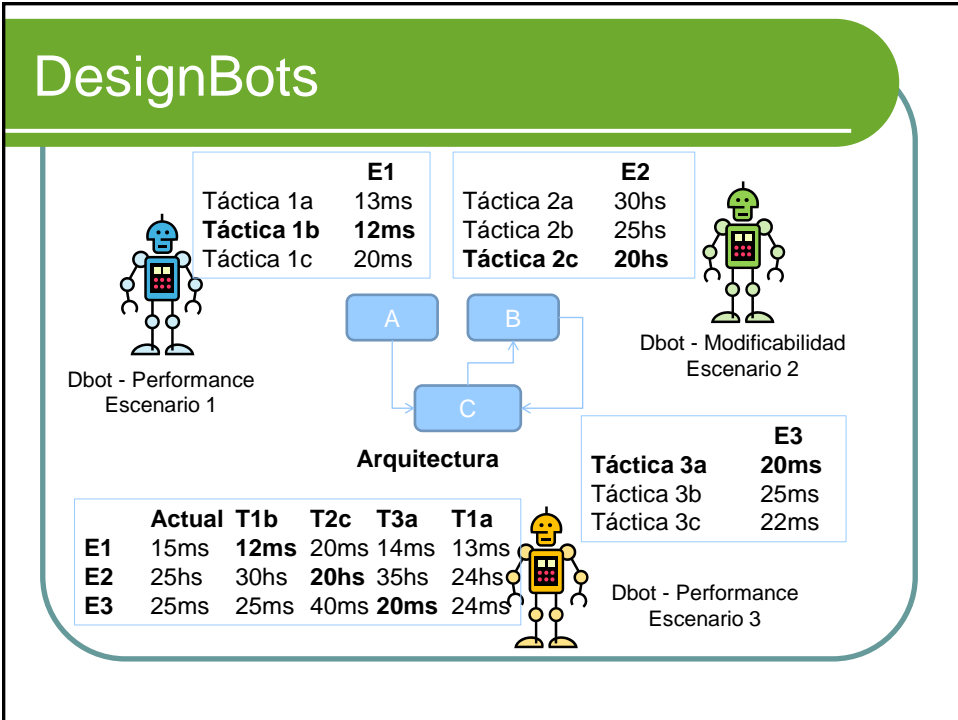 DesignBots
E1
Táctica 1a 13ms
Táctica 1b 12ms
Táctica 1c 20ms
E2
Táctica 2a 30hs
Táctica 2b 25hs
Táctica 2c 20hs
Dbot - Performance
Escenario 1
A
B
C
Arquitectura
Dbot - Modificabilidad
Escenario 2
E3
Táctica 3a 20ms
Táctica 3b 25ms
Táctica 3c 22ms
Actual T1b T2c T3a T1a
E1 15ms 12ms 20ms 14ms 13ms
E2 25hs 30hs 20hs 35hs 24hs
E3 25ms 25ms 40ms 20ms 24ms
Dbot - Performance
Escenario 3